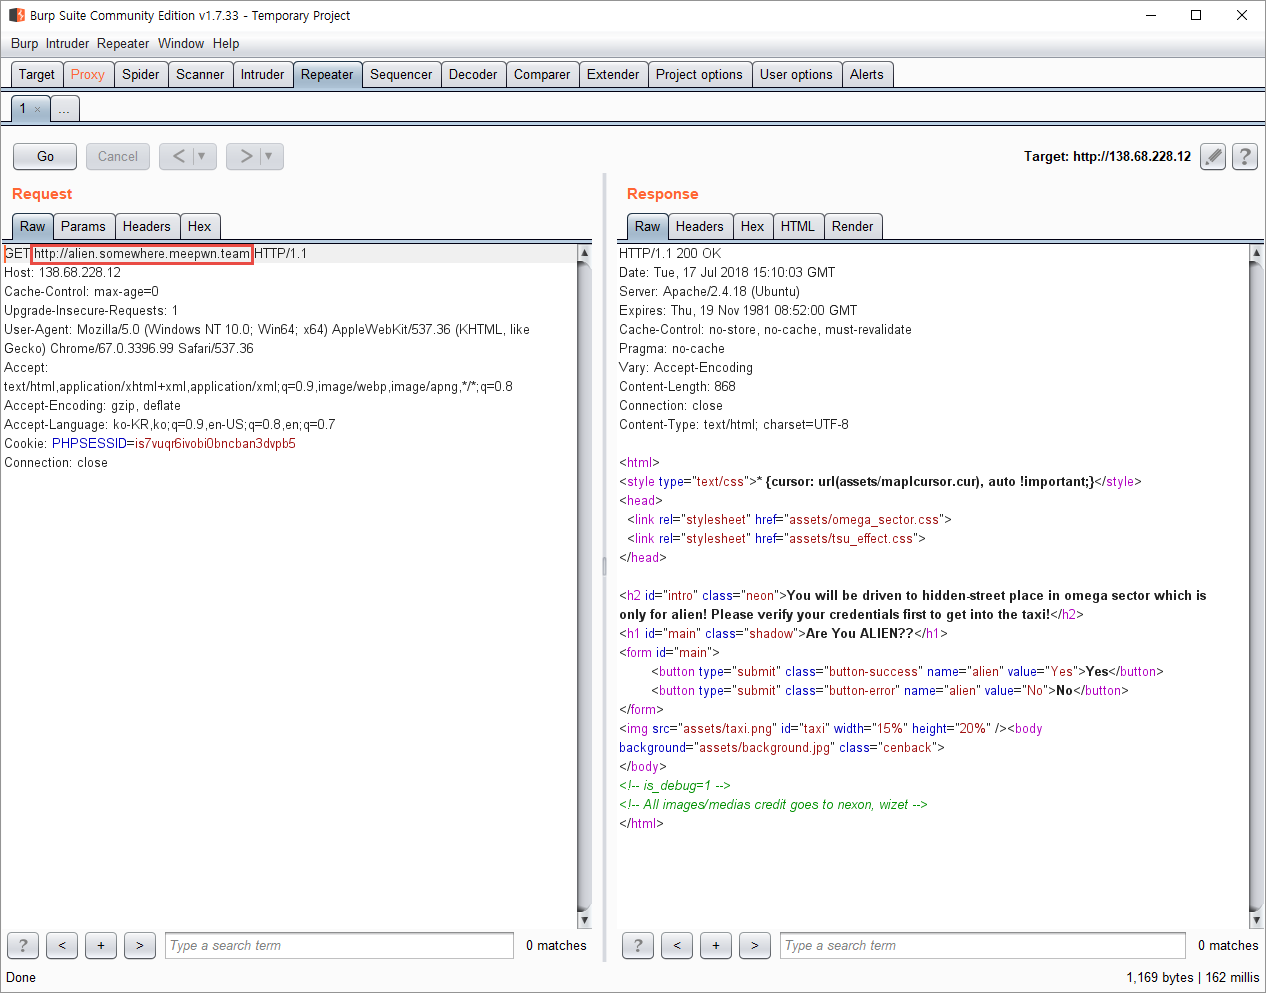 Burp Suite Community Edition v1.7.33 - Temporary Project
Burp Intruder Repeater Window Help
Target Proxy Spider Scanner Intruder Repeater Sequencer Decoder Comparer Extender Project options User options Alerts
1 × ...
Go Cancel < ▼ > ▼ Target: http://138.68.228.12 ?
Request
Raw Params Headers Hex
GET http://alien.somewhere.meepwn.team HTTP/1.1
Host: 138.68.228.12
Cache-Control: max-age=0
Upgrade-Insecure-Requests: 1
User-Agent: Mozilla/5.0 (Windows NT 10.0; Win64; x64) AppleWebKit/537.36 (KHTML, like
Gecko) Chrome/67.0.3396.99 Safari/537.36
Accept:
text/html,application/xhtml+xml,application/xml;q=0.9,image/webp,image/apng,*/*;q=0.8
Accept-Encoding: gzip, deflate
Accept-Language: ko-KR,ko;q=0.9,en-US;q=0.8,en;q=0.7
Cookie: PHPSESSID=is7vuqr6ivobi0bncban3dvpb5
Connection: close
? < + > Type a search term 0 matches
Response
Raw Headers Hex HTML Render
HTTP/1.1 200 OK
Date: Tue, 17 Jul 2018 15:10:03 GMT
Server: Apache/2.4.18 (Ubuntu)
Expires: Thu, 19 Nov 1981 08:52:00 GMT
Cache-Control: no-store, no-cache, must-revalidate
Pragma: no-cache
Vary: Accept-Encoding
Content-Length: 868
Connection: close
Content-Type: text/html; charset=UTF-8
<html>
<style type="text/css">* {cursor: url(assets/maplcursor.cur), auto !important;}</style>
<head>
<link rel="stylesheet" href="assets/omega_sector.css">
<link rel="stylesheet" href="assets/tsu_effect.css">
</head>
<h2 id="intro" class="neon">You will be driven to hidden-street place in omega sector which is
only for alien! Please verify your credentials first to get into the taxi!</h2>
<h1 id="main" class="shadow">Are You ALIEN??</h1>
<form id="main">
<button type="submit" class="button-success" name="alien" value="Yes">Yes</button>
<button type="submit" class="button-error" name="alien" value="No">No</button>
</form>
<img src="assets/taxi.png" id="taxi" width="15%" height="20%" /><body
background="assets/background.jpg" class="cenback">
</body>
<!-- is_debug=1 -->
<!-- All images/medias credit goes to nexon, wizet -->
</html>
? < + > Type a search term 0 matches
Done 1,169 bytes | 162 millis